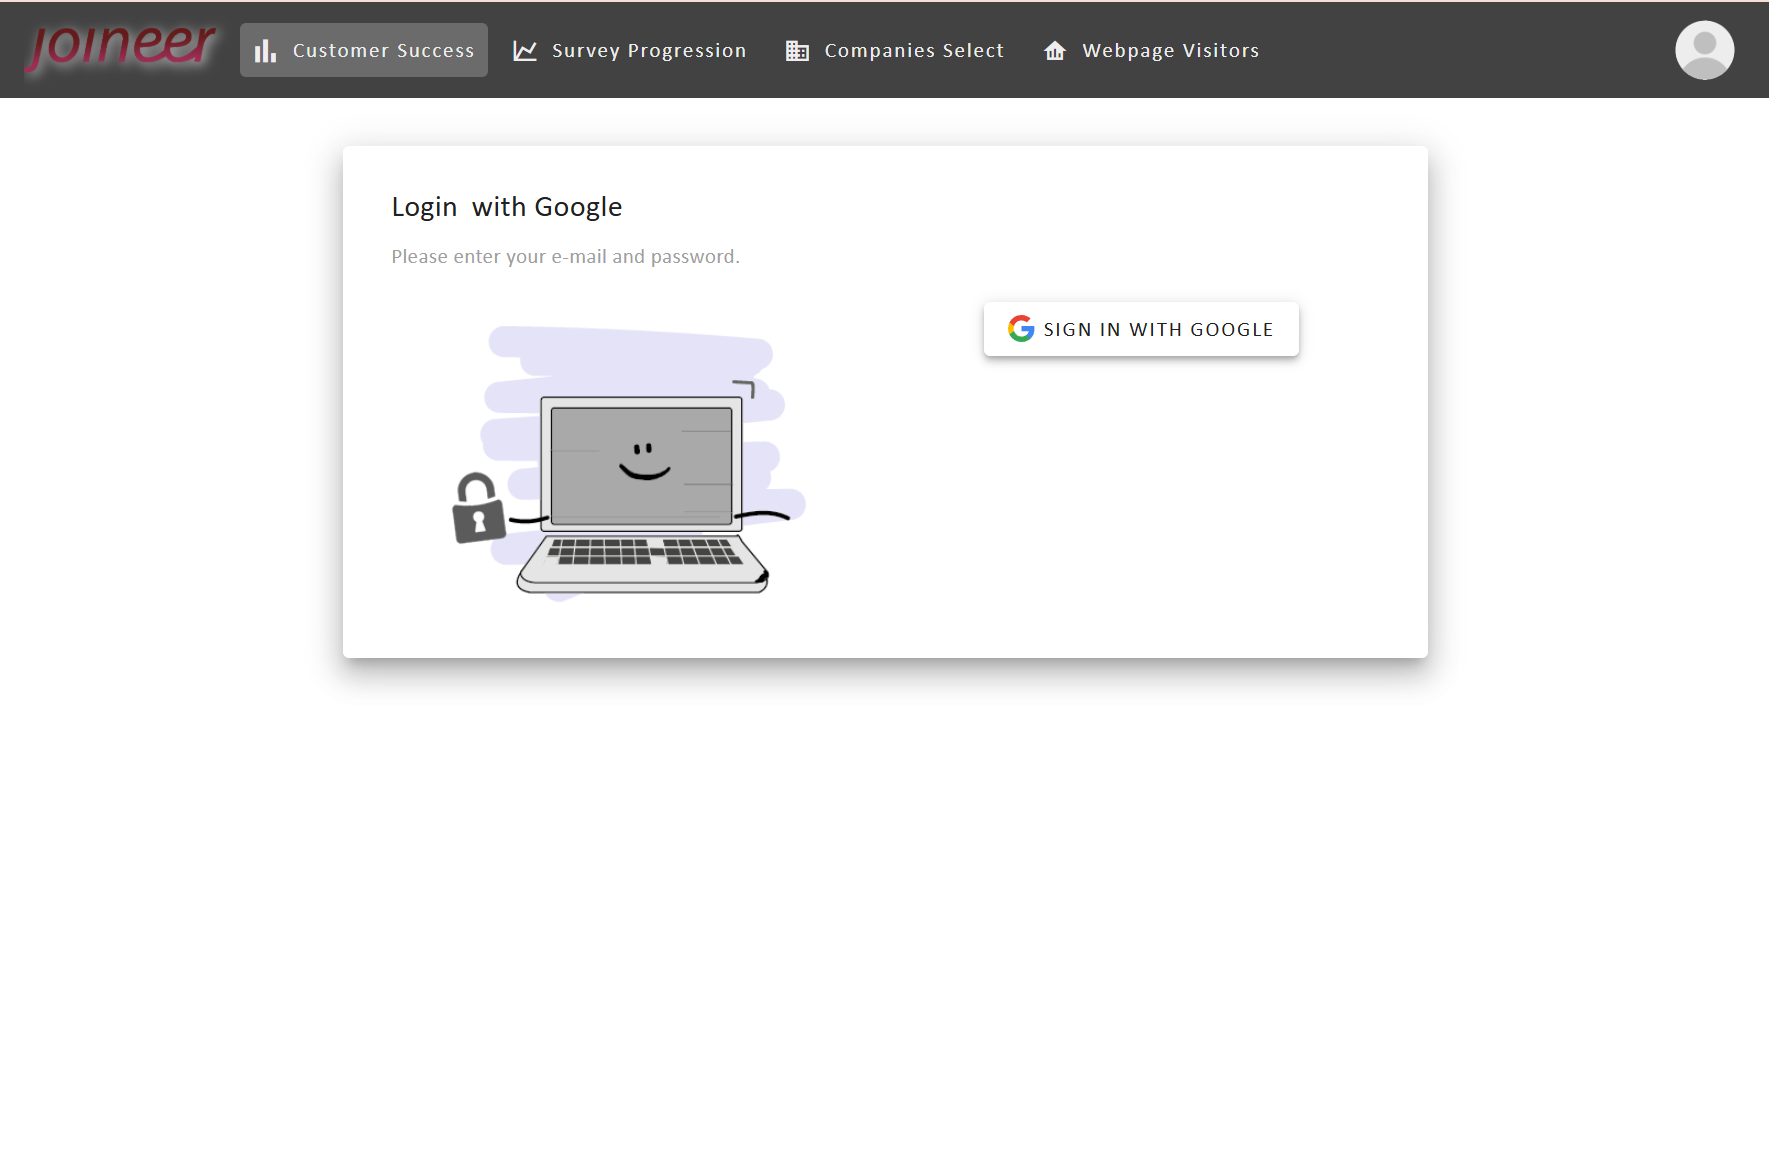 joineer
Customer Success
Survey Progression
Companies Select
Webpage Visitors
Login  with Google
Please enter your e-mail and password.
SIGN IN WITH GOOGLE